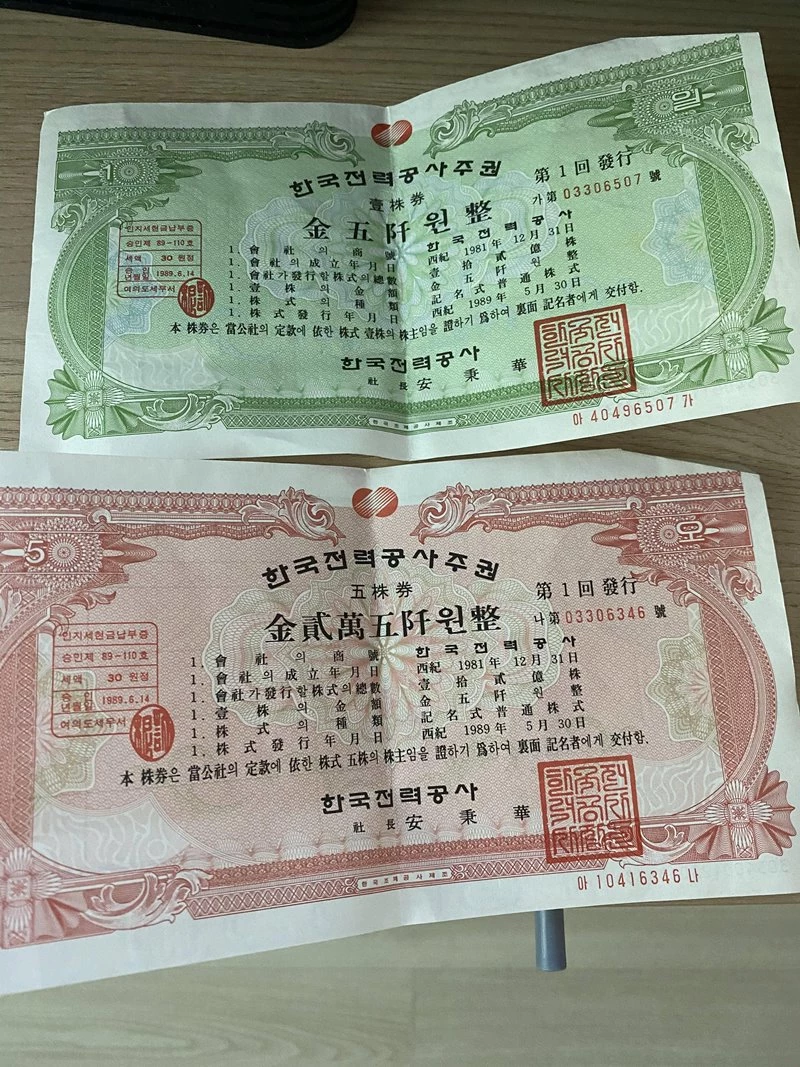 1
일
한국전력공사주권
第1回發行
壹株券
가 第 03306507 號
金五阡원整
인지세현금납부증
승인제 89-110호
세액 30원정
승인년월일 1989.6.14
여의도세무서
1. 會社의商號 한국전력공사
1. 會社의成立年月日 西紀 1981年 12月 31日
1. 會社가發行할株式의總數 壹拾貳億株
1. 壹株의金額 金五阡원整
1. 株式의種類 記名式普通株式
1. 株式發行年月日 西紀 1989年 5月 30日
本 株券은 當公社의 定款에 依한 株式 壹株의 株主임을 證하기 爲하여 裏面 記名者에게 交付함.
한국전력공사
社長 安秉華
아 40496507 가
한국조폐공사제조
5
오
한국전력공사주권
第1回發行
五株券
나 第 03306346 號
金貳萬五阡원整
인지세현금납부증
승인제 89-110호
세액 30원정
승인년월일 1989.6.14
여의도세무서
1. 會社의商號 한국전력공사
1. 會社의成立年月日 西紀 1981年 12月 31日
1. 會社가發行할株式의總數 壹拾貳億株
1. 壹株의金額 金五阡원整
1. 株式의種類 記名式普通株式
1. 株式發行年月日 西紀 1989年 5月 30日
本 株券은 當公社의 定款에 依한 株式 五株의 株主임을 證하기 爲하여 裏面 記名者에게 交付함.
한국전력공사
社長 安秉華
아 10416346 나
한국조폐공사제조